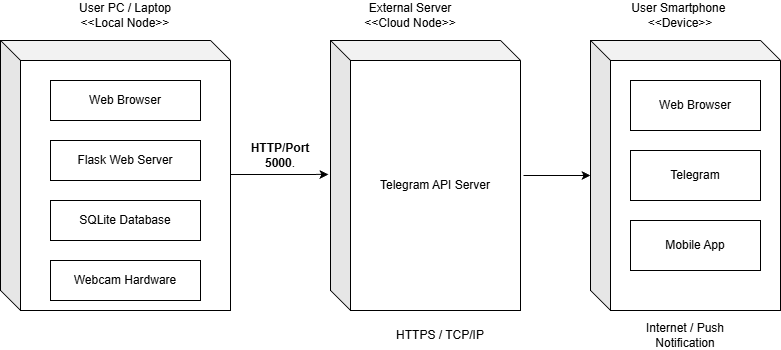 User PC / Laptop
<<Local Node>>
External Server
<<Cloud Node>>
User Smartphone
<<Device>>
Web Browser
Flask Web Server
SQLite Database
Webcam Hardware
HTTP/Port
5000.
Telegram API Server
Web Browser
Telegram
Mobile App
HTTPS / TCP/IP
Internet / Push
Notification